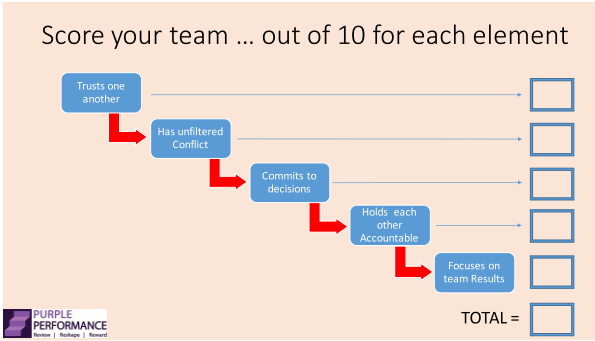 Score your team … out of 10 for each element
Trusts one
another
Has unfiltered
Conflict
Commits to
decisions
Holds each
other
Accountable
Focuses on
team Results
TOTAL =
PURPLE
PERFORMANCE
Review | Reshape | Reward